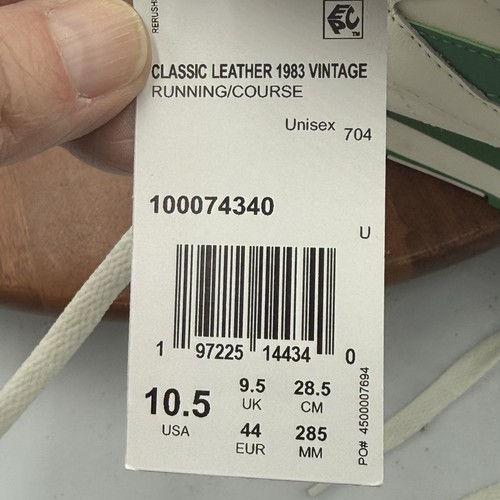 CLASSIC LEATHER 1983 VINTAGE
RUNNING/COURSE
Unisex 704
100074340
U
1 97225 14434 0
10.5 USA
9.5 UK
28.5 CM
44 EUR
285 MM
PO# 4500007694